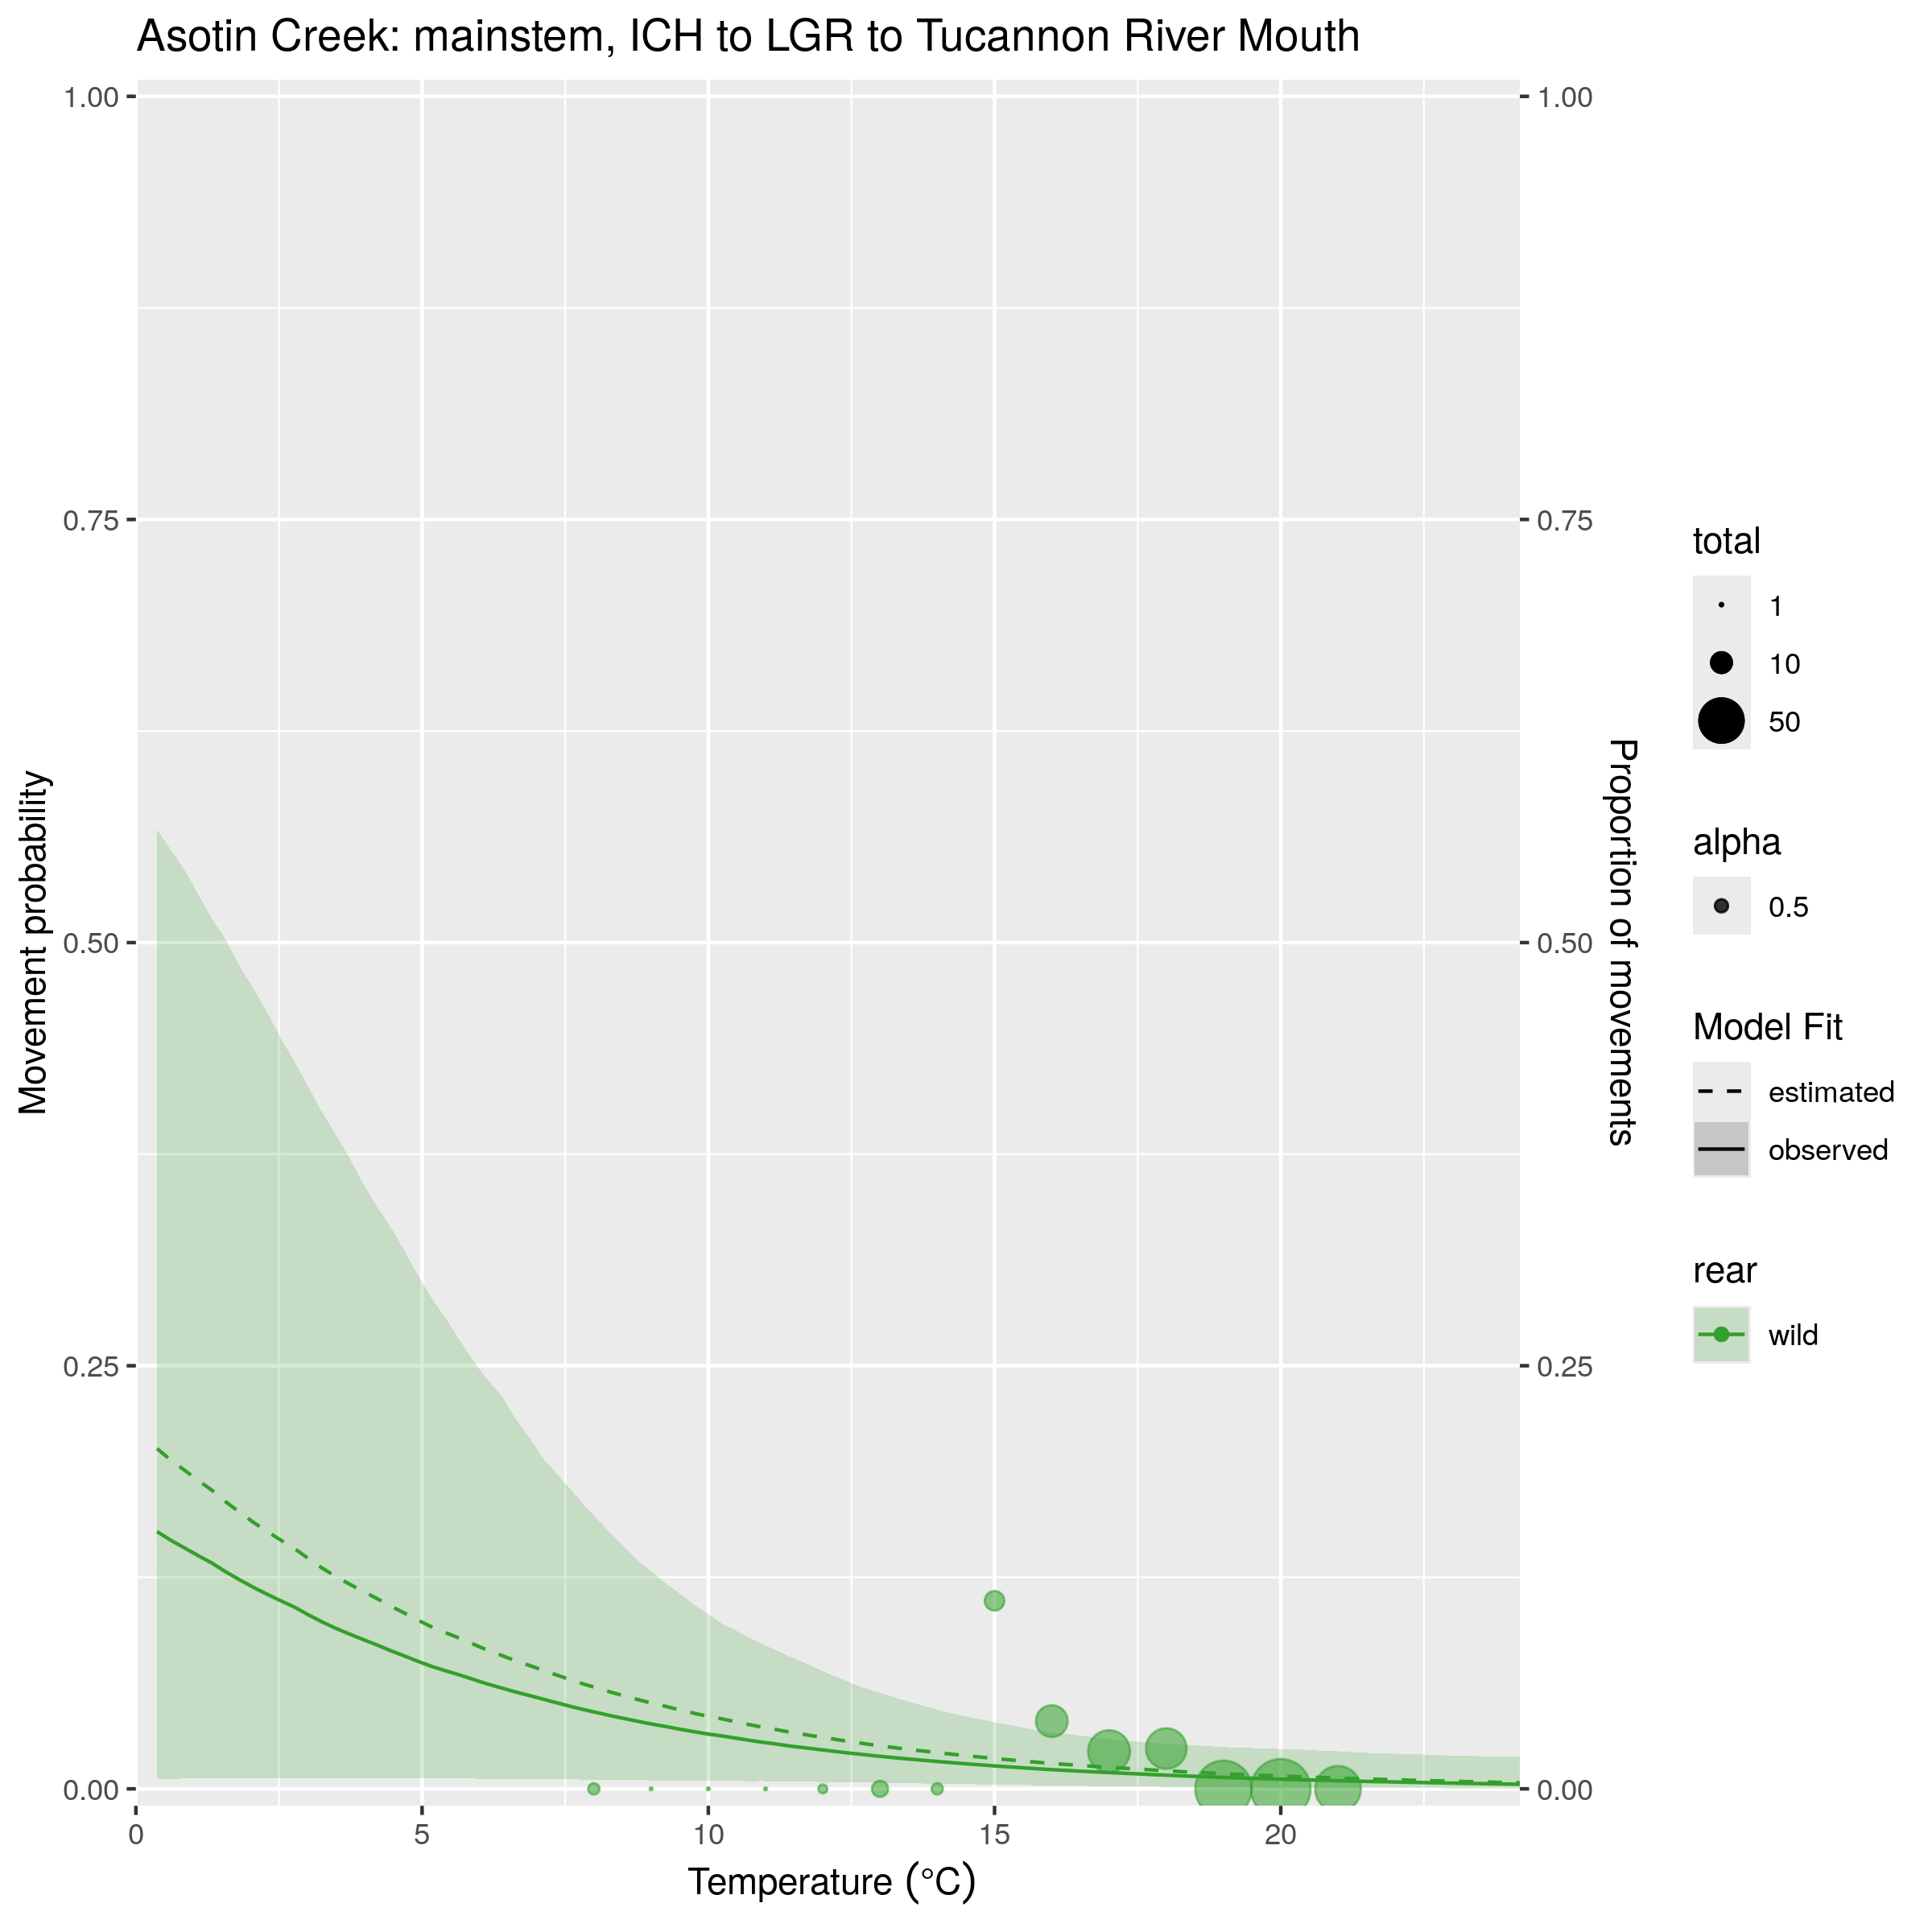 Asotin Creek: mainstem, ICH to LGR to Tucannon River Mouth
Movement probability
1.00
0.75
0.50
0.25
0.00
0
5
10
15
20
Temperature (°C)
1.00
0.75
0.50
0.25
0.00
Proportion of movements
total
1
10
50
alpha
0.5
Model Fit
estimated
observed
rear
wild